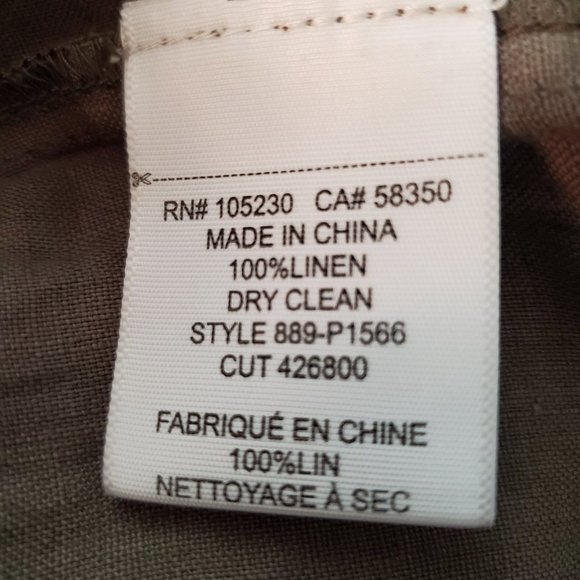 RN# 105230 CA# 58350
MADE IN CHINA
100%LINEN
DRY CLEAN
STYLE 889-P1566
CUT 426800
FABRIQUÉ EN CHINE
100%LIN
NETTOYAGE À SEC